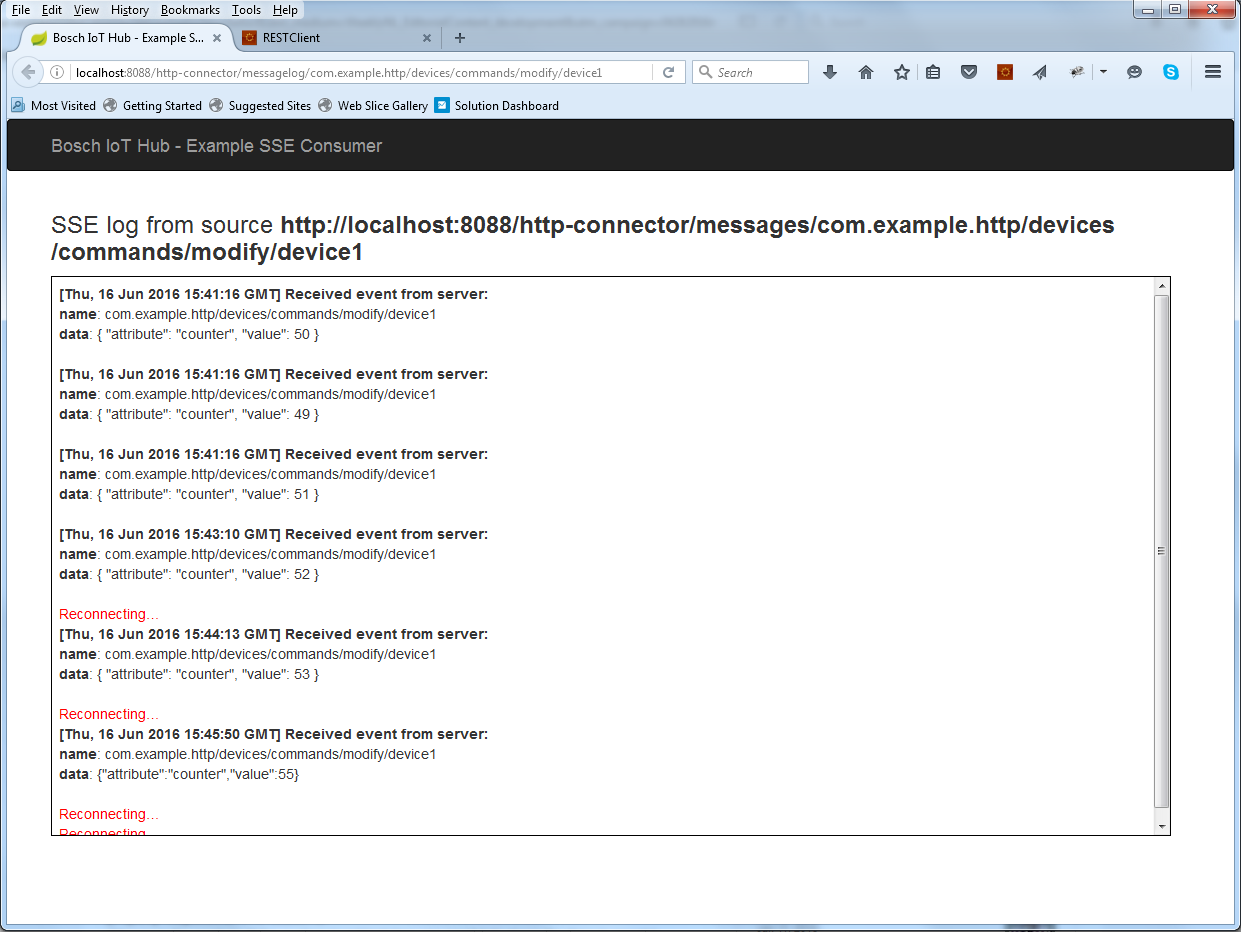 File Edit View History Bookmarks Tools Help
Bosch IoT Hub - Example S... × RESTClient × +
localhost:8088/http-connector/messagelog/com.example.http/devices/commands/modify/device1 Search
Most Visited Getting Started Suggested Sites Web Slice Gallery Solution Dashboard
Bosch IoT Hub - Example SSE Consumer
SSE log from source http://localhost:8088/http-connector/messages/com.example.http/devices
/commands/modify/device1
[Thu, 16 Jun 2016 15:41:16 GMT] Received event from server:
name: com.example.http/devices/commands/modify/device1
data: { "attribute": "counter", "value": 50 }
[Thu, 16 Jun 2016 15:41:16 GMT] Received event from server:
name: com.example.http/devices/commands/modify/device1
data: { "attribute": "counter", "value": 49 }
[Thu, 16 Jun 2016 15:41:16 GMT] Received event from server:
name: com.example.http/devices/commands/modify/device1
data: { "attribute": "counter", "value": 51 }
[Thu, 16 Jun 2016 15:43:10 GMT] Received event from server:
name: com.example.http/devices/commands/modify/device1
data: { "attribute": "counter", "value": 52 }
Reconnecting...
[Thu, 16 Jun 2016 15:44:13 GMT] Received event from server:
name: com.example.http/devices/commands/modify/device1
data: { "attribute": "counter", "value": 53 }
Reconnecting...
[Thu, 16 Jun 2016 15:45:50 GMT] Received event from server:
name: com.example.http/devices/commands/modify/device1
data: {"attribute":"counter","value":55}
Reconnecting...
Reconnecting...